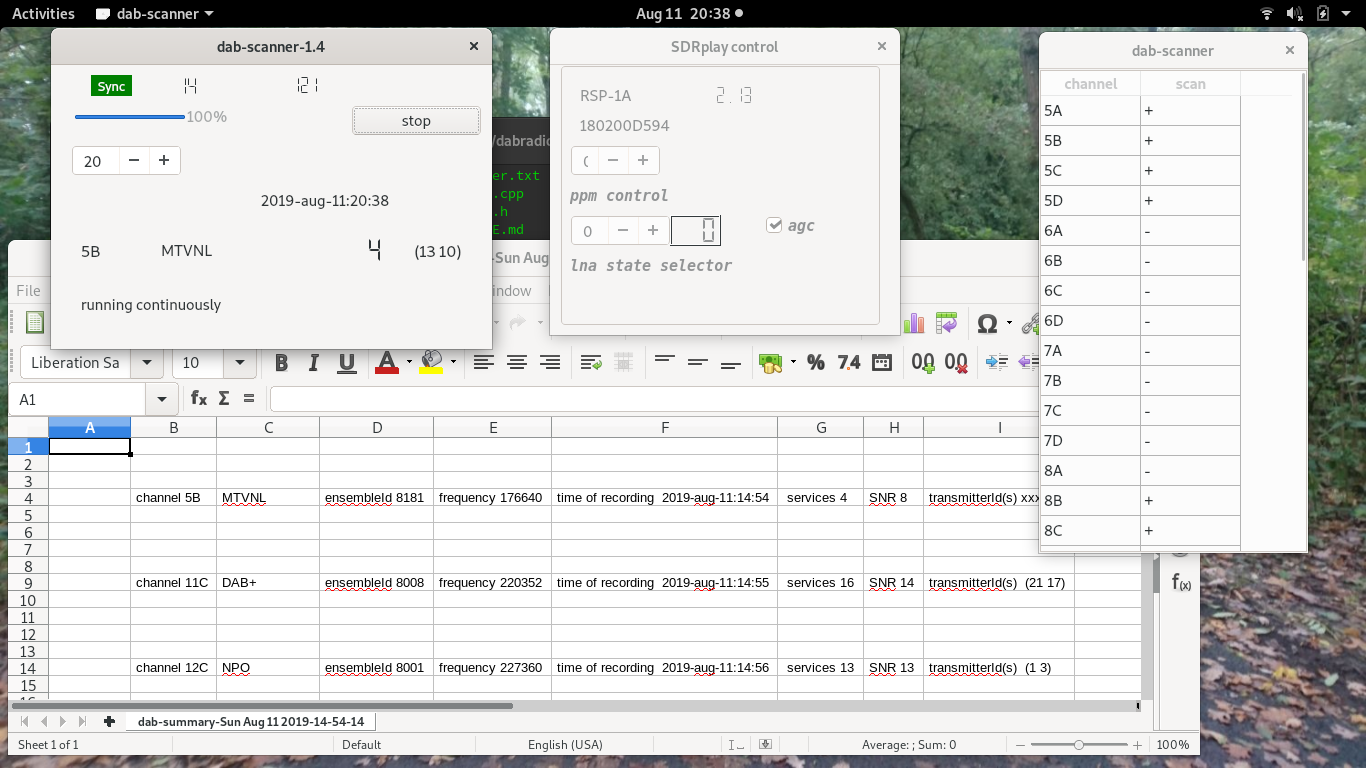 Activities dab-scanner Aug 11 20:38
dab-scanner-1.4
Sync 14 121
100%
stop
20
2019-aug-11:20:38
5B MTVNL 4 (13 10)
running continuously
SDRplay control
RSP-1A 2.13
180200D594
ppm control
0 0 agc
lna state selector
dab-scanner
channel scan
5A +
5B +
5C +
5D +
6A -
6B -
6C -
6D -
7A -
7B -
7C -
7D -
8A -
8B +
8C +
/dabradio
er.txt
.cpp
.h
E.md
-Sun Aug
File indow
Liberation Sa 10 B I U A % 7.4 00 00
A1 fx Σ =
A B C D E F G H I
1
2
3
4 channel 5B MTVNL ensembleId 8181 frequency 176640 time of recording 2019-aug-11:14:54 services 4 SNR 8 transmitterId(s) xxx
5
6
7
8
9 channel 11C DAB+ ensembleId 8008 frequency 220352 time of recording 2019-aug-11:14:55 services 16 SNR 14 transmitterId(s) (21 17)
10
11
12
13
14 channel 12C NPO ensembleId 8001 frequency 227360 time of recording 2019-aug-11:14:56 services 13 SNR 13 transmitterId(s) (1 3)
15
f(x)
dab-summary-Sun Aug 11 2019-14-54-14
Sheet 1 of 1 Default English (USA) Average: ; Sum: 0 100%